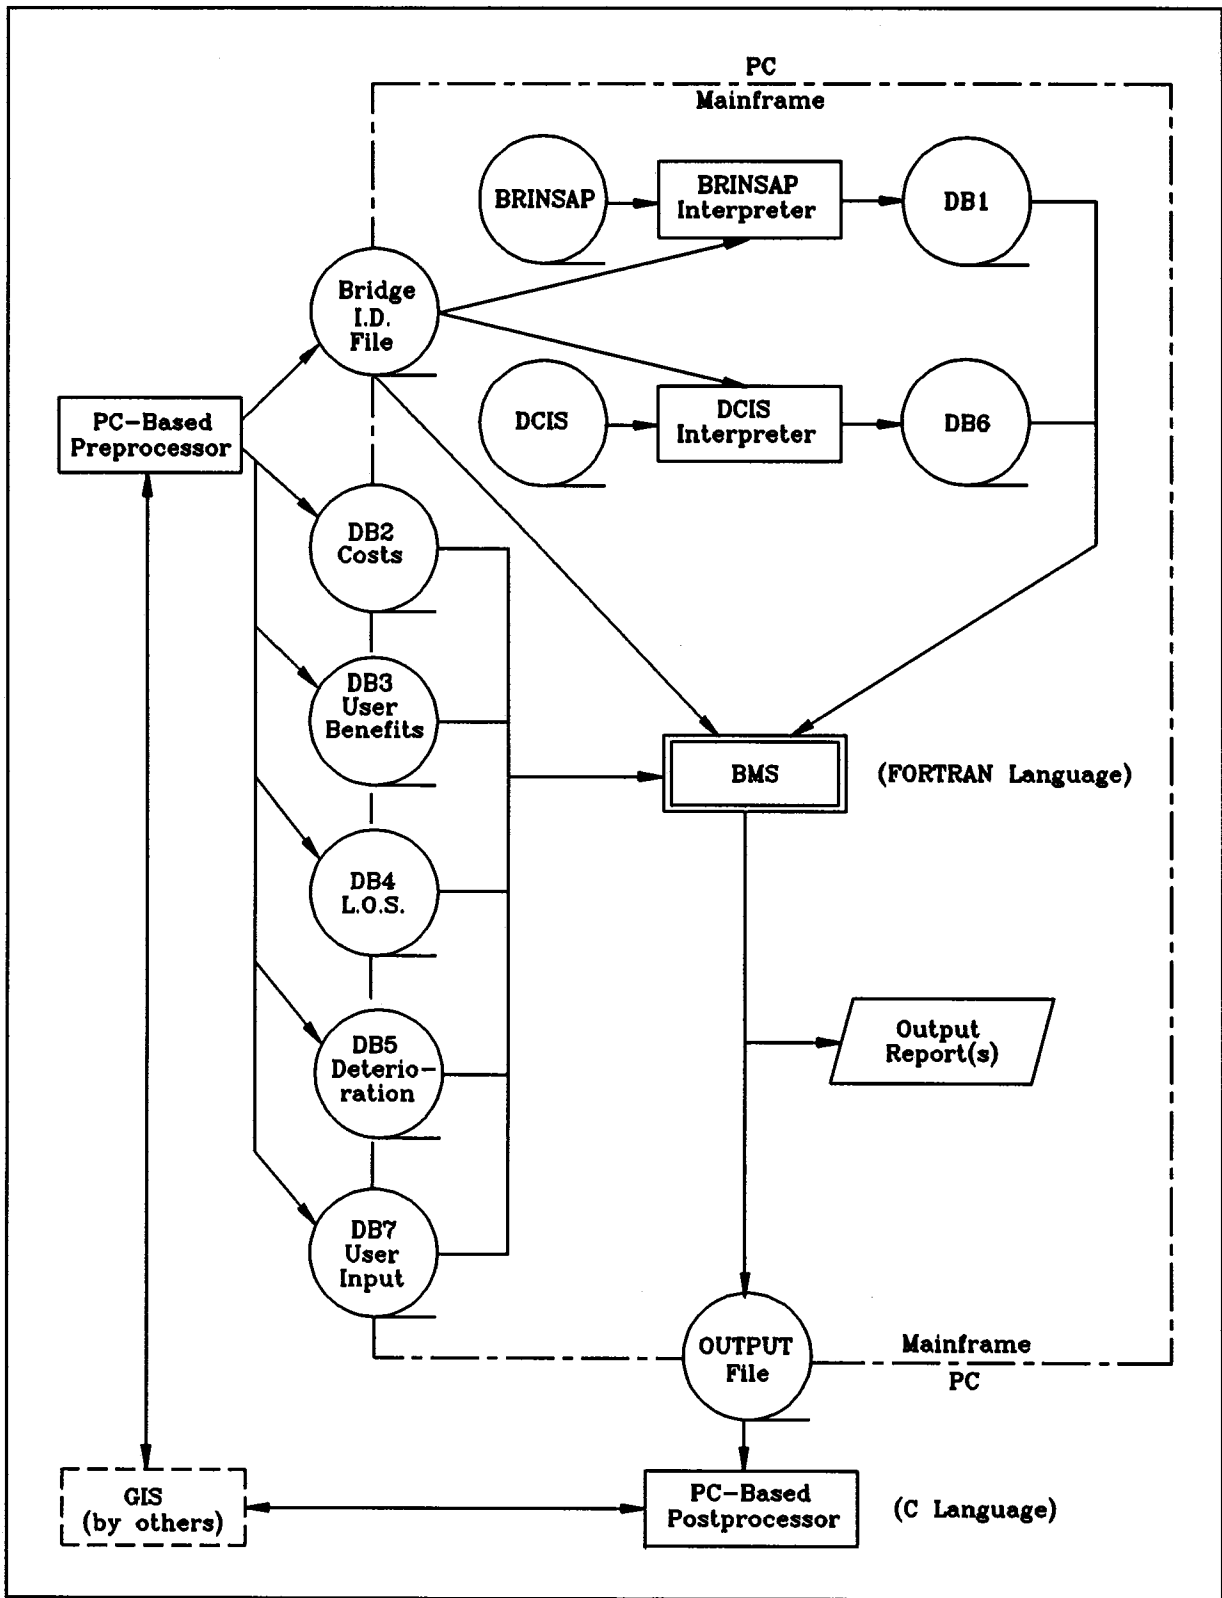 PC
Mainframe
BRINSAP
BRINSAP
Interpreter
DB1
Bridge
I.D.
File
PC-Based
Preprocessor
DCIS
DCIS
Interpreter
DB6
DB2
Costs
DB3
User
Benefits
BMS
(FORTRAN Language)
DB4
L.O.S.
Output
Report(s)
DB5
Deterio-
ration
DB7
User
Input
OUTPUT
File
Mainframe
PC
GIS
(by others)
PC-Based
Postprocessor
(C Language)